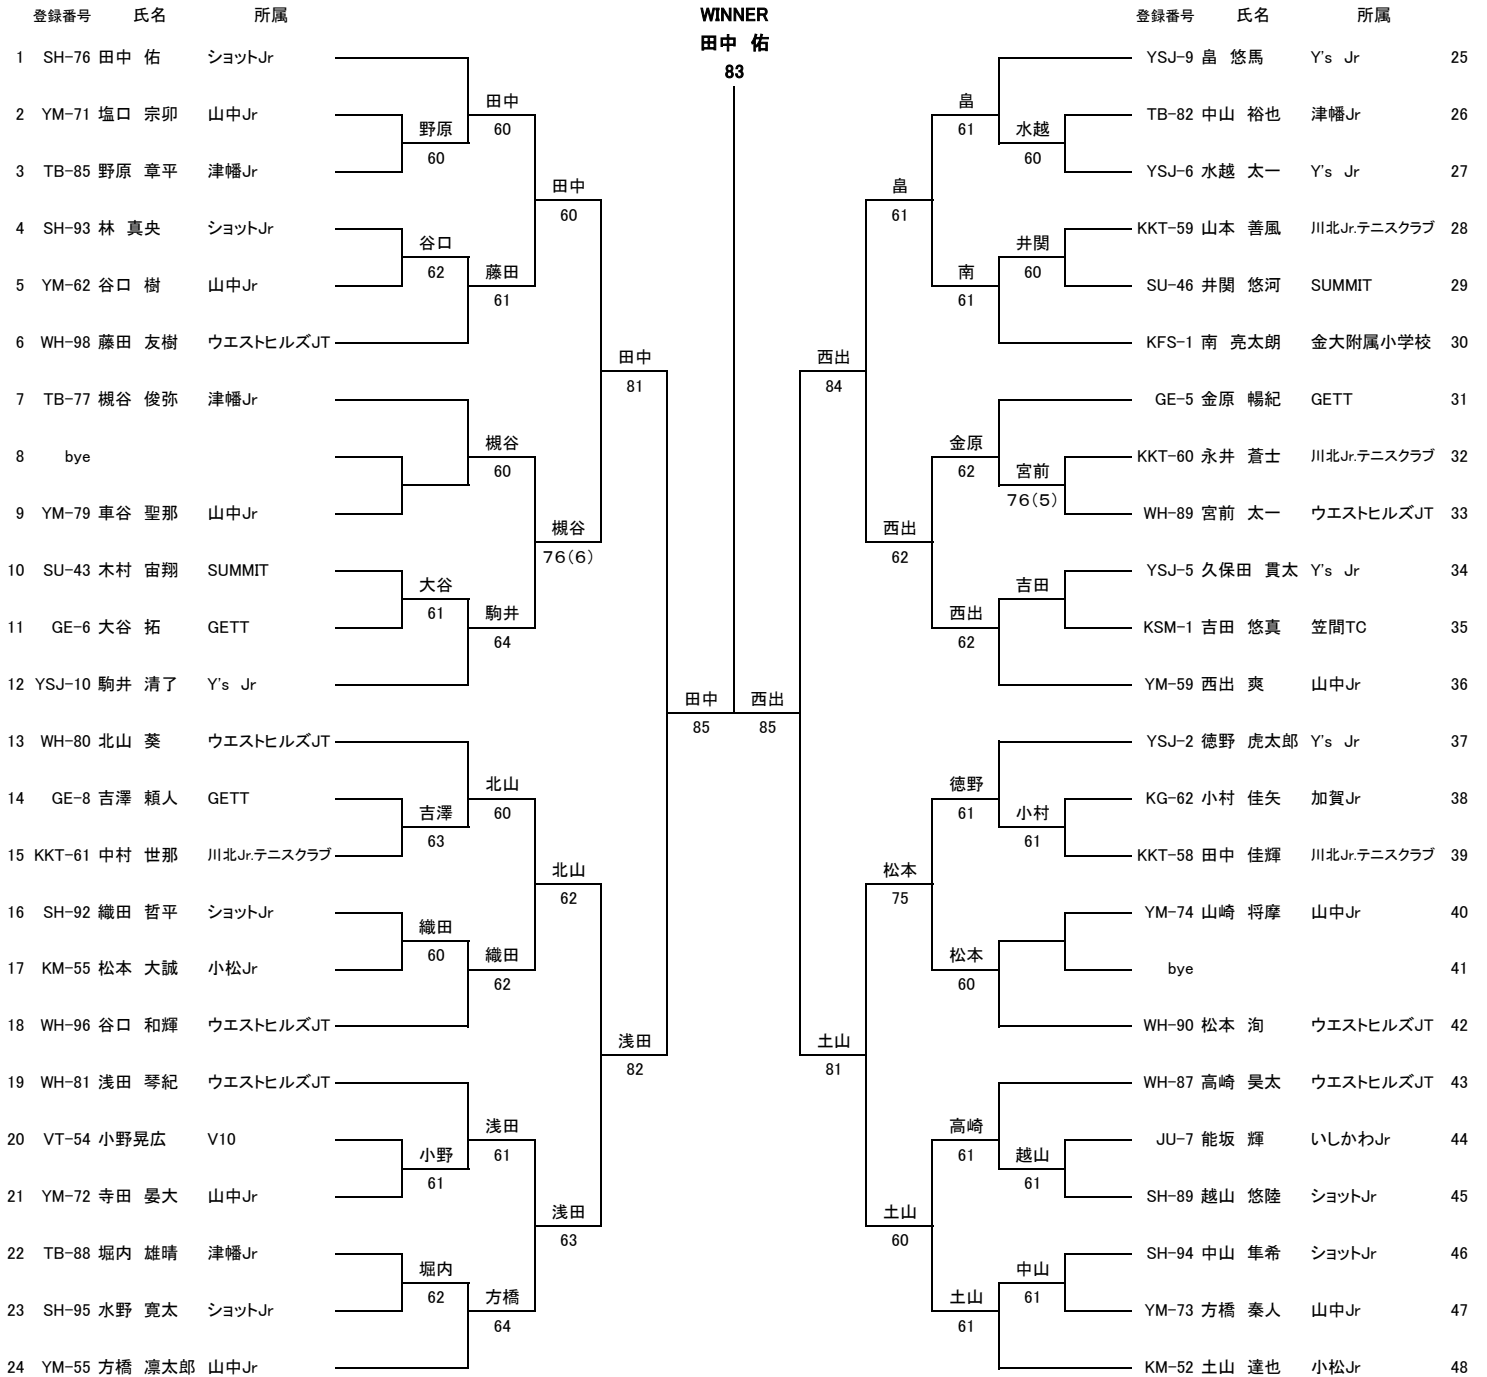 登録番号 氏名 所属 WINNER 登録番号 氏名 所属
田中 佑
1 SH-76 田中 佑 ショットJr 83 YSJ-9 畠 悠馬 Y's Jr 25
田中 畠
2 YM-71 塩口 宗卯 山中Jr TB-82 中山 裕也 津幡Jr 26
野原 60 61 水越
60 60
3 TB-85 野原 章平 津幡Jr YSJ-6 水越 太一 Y's Jr 27
田中 畠
60 61
4 SH-93 林 真央 ショットJr KKT-59 山本 善風 川北Jr.テニスクラブ 28
谷口 井関
62 藤田 南 60
5 YM-62 谷口 樹 山中Jr SU-46 井関 悠河 SUMMIT 29
61 61
6 WH-98 藤田 友樹 ウエストヒルズJT KFS-1 南 亮太朗 金大附属小学校 30
田中 西出
81 84
7 TB-77 槻谷 俊弥 津幡Jr GE-5 金原 暢紀 GETT 31
槻谷 金原
8 bye KKT-60 永井 蒼士 川北Jr.テニスクラブ 32
60 62 宮前
76(5)
9 YM-79 車谷 聖那 山中Jr WH-89 宮前 太一 ウエストヒルズJT 33
槻谷 西出
76(6) 62
10 SU-43 木村 宙翔 SUMMIT YSJ-5 久保田 貫太 Y's Jr 34
大谷 吉田
61 駒井 西出
11 GE-6 大谷 拓 GETT KSM-1 吉田 悠真 笠間TC 35
64 62
12 YSJ-10 駒井 清了 Y's Jr YM-59 西出 爽 山中Jr 36
田中 西出
85 85
13 WH-80 北山 葵 ウエストヒルズJT YSJ-2 徳野 虎太郎 Y's Jr 37
北山 徳野
14 GE-8 吉澤 頼人 GETT KG-62 小村 佳矢 加賀Jr 38
吉澤 60 61 小村
63 61
15 KKT-61 中村 世那 川北Jr.テニスクラブ KKT-58 田中 佳輝 川北Jr.テニスクラブ 39
北山 松本
62 75
16 SH-92 織田 哲平 ショットJr YM-74 山崎 将摩 山中Jr 40
織田
60 織田 松本
17 KM-55 松本 大誠 小松Jr bye 41
62 60
18 WH-96 谷口 和輝 ウエストヒルズJT WH-90 松本 洵 ウエストヒルズJT 42
浅田 土山
82 81
19 WH-81 浅田 琴紀 ウエストヒルズJT WH-87 高崎 昊太 ウエストヒルズJT 43
浅田 高崎
20 VT-54 小野晃広 V10 JU-7 能坂 輝 いしかわJr 44
小野 61 61 越山
61 61
21 YM-72 寺田 晏大 山中Jr SH-89 越山 悠陸 ショットJr 45
浅田 土山
63 60
22 TB-88 堀内 雄晴 津幡Jr SH-94 中山 隼希 ショットJr 46
堀内 中山
62 方橋 土山 61
23 SH-95 水野 寛太 ショットJr YM-73 方橋 秦人 山中Jr 47
64 61
24 YM-55 方橋 凛太郎 山中Jr KM-52 土山 達也 小松Jr 48